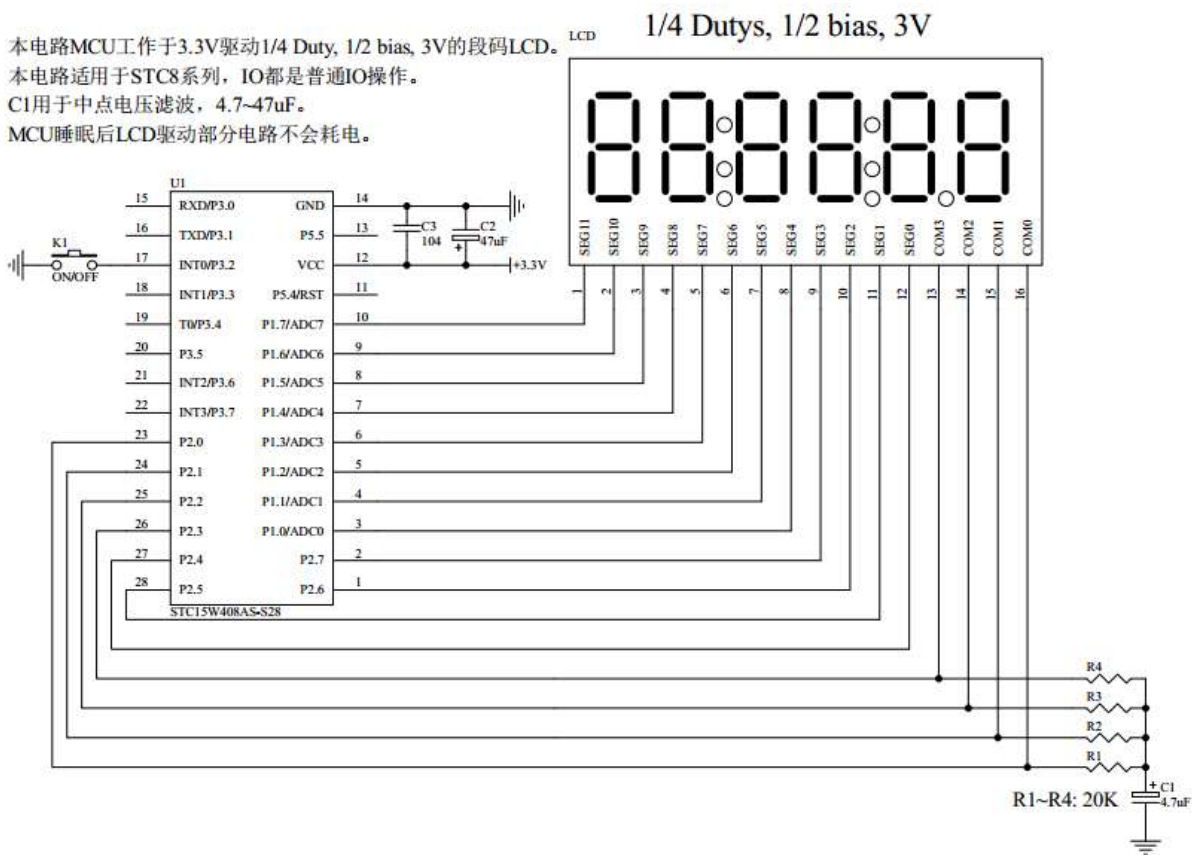 1/4 Dutys, 1/2 bias, 3V
本电路MCU工作于3.3V驱动1/4 Duty, 1/2 bias, 3V的段码LCD。
本电路适用于STC8系列，IO都是普通IO操作。
C1用于中点电压滤波，4.7~47uF。
MCU睡眠后LCD驱动部分电路不会耗电。
LCD
SEG11 SEG10 SEG9 SEG8 SEG7 SEG6 SEG5 SEG4 SEG3 SEG2 SEG1 SEG0 COM3 COM2 COM1 COM0
1 2 3 4 5 6 7 8 9 10 11 12 13 14 15 16
U1
15 RXD/P3.0 GND 14
16 TXD/P3.1 P5.5 13
17 INT0/P3.2 VCC 12
18 INT1/P3.3 P5.4/RST 11
19 T0/P3.4 P1.7/ADC7 10
20 P3.5 P1.6/ADC6 9
21 INT2/P3.6 P1.5/ADC5 8
22 INT3/P3.7 P1.4/ADC4 7
23 P2.0 P1.3/ADC3 6
24 P2.1 P1.2/ADC2 5
25 P2.2 P1.1/ADC1 4
26 P2.3 P1.0/ADC0 3
27 P2.4 P2.7 2
28 P2.5 P2.6 1
STC15W408AS-S28
K1
ON/OFF
C3
104
C2
47uF
+
+3.3V
R4
R3
R2
R1
R1~R4: 20K
+ C1
4.7uF